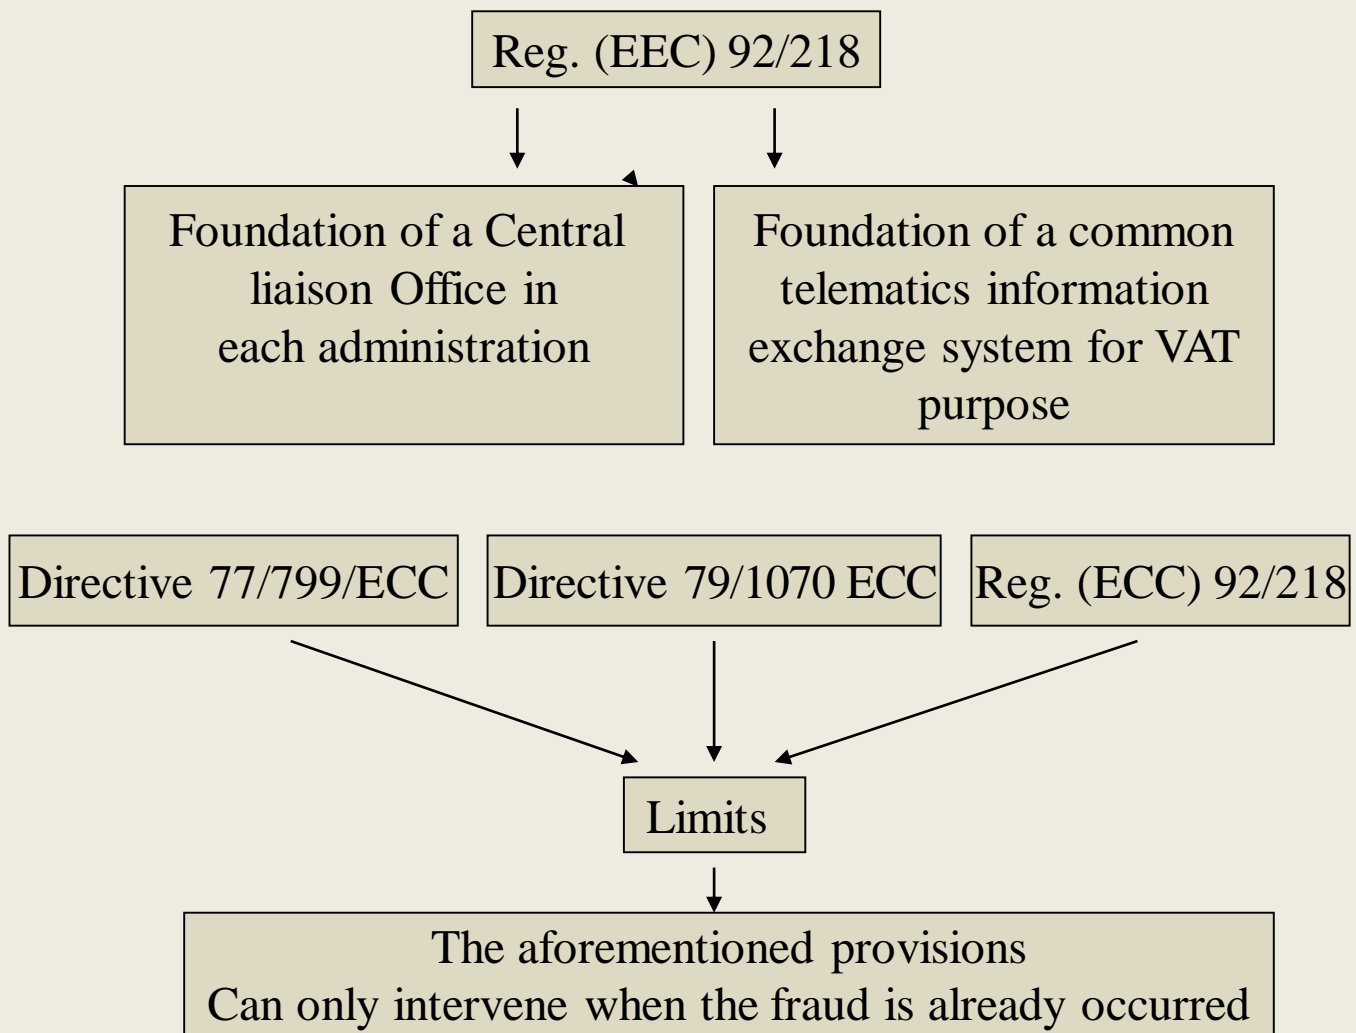 Reg. (EEC) 92/218
Foundation of a Central
liaison Office in
each administration
Foundation of a common
telematics information
exchange system for VAT
purpose
Directive 77/799/ECC
Directive 79/1070 ECC
Reg. (ECC) 92/218
Limits
The aforementioned provisions
Can only intervene when the fraud is already occurred